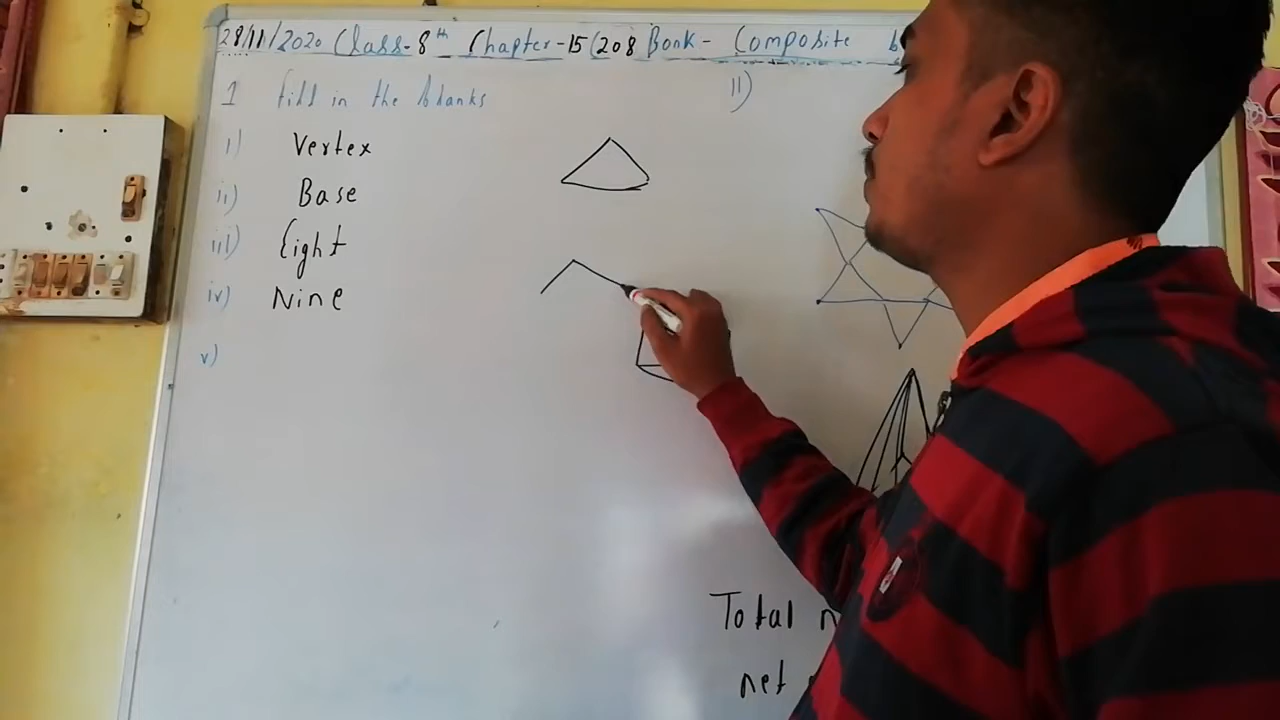 28/11/2020 Class-8th Chapter-15(208 Book- Composite
1 fill in the blanks
i) Vertex
ii) Base
iii) Eight
iv) Nine
v)
II)
Total
net